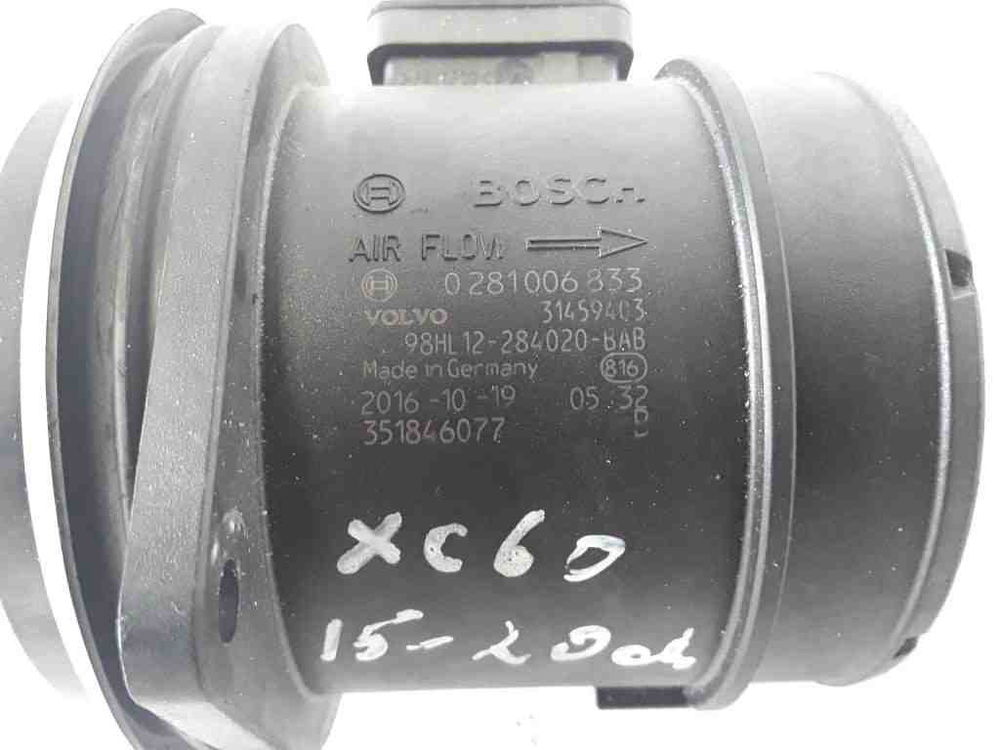 BOSCH
AIR FLOW
0 281 006 833
VOLVO 31459403
98HL12-284020-BAB
Made in Germany 816
2016-10-19 05 32
351846077
XC60
15-